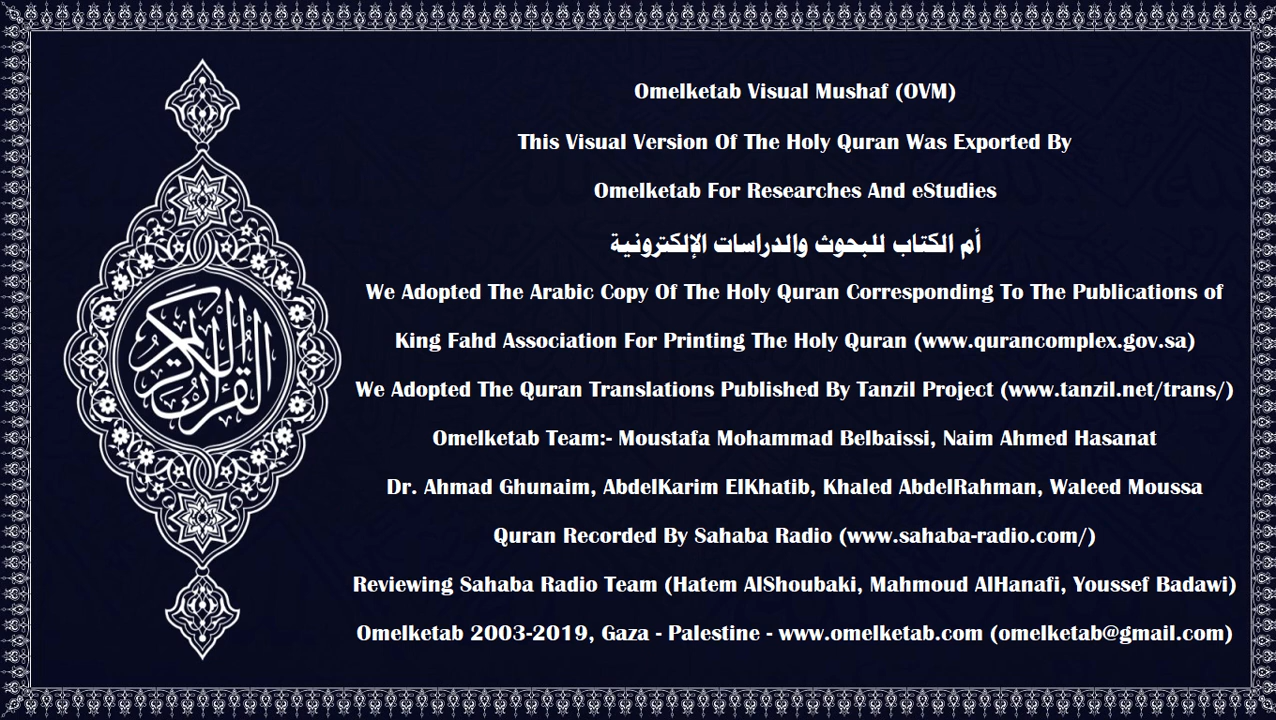 Omelketab Visual Mushaf (OVM)
This Visual Version Of The Holy Quran Was Exported By
Omelketab For Researches And eStudies
أم الكتاب للبحوث والدراسات الإلكترونية
We Adopted The Arabic Copy Of The Holy Quran Corresponding To The Publications of
King Fahd Association For Printing The Holy Quran (www.qurancomplex.gov.sa)
We Adopted The Quran Translations Published By Tanzil Project (www.tanzil.net/trans/)
Omelketab Team:- Moustafa Mohammad Belbaissi, Naim Ahmed Hasanat
Dr. Ahmad Ghunaim, AbdelKarim ElKhatib, Khaled AbdelRahman, Waleed Moussa
Quran Recorded By Sahaba Radio (www.sahaba-radio.com/)
Reviewing Sahaba Radio Team (Hatem AlShoubaki, Mahmoud AlHanafi, Youssef Badawi)
Omelketab 2003-2019, Gaza - Palestine - www.omelketab.com (omelketab@gmail.com)
القرآن الكريم